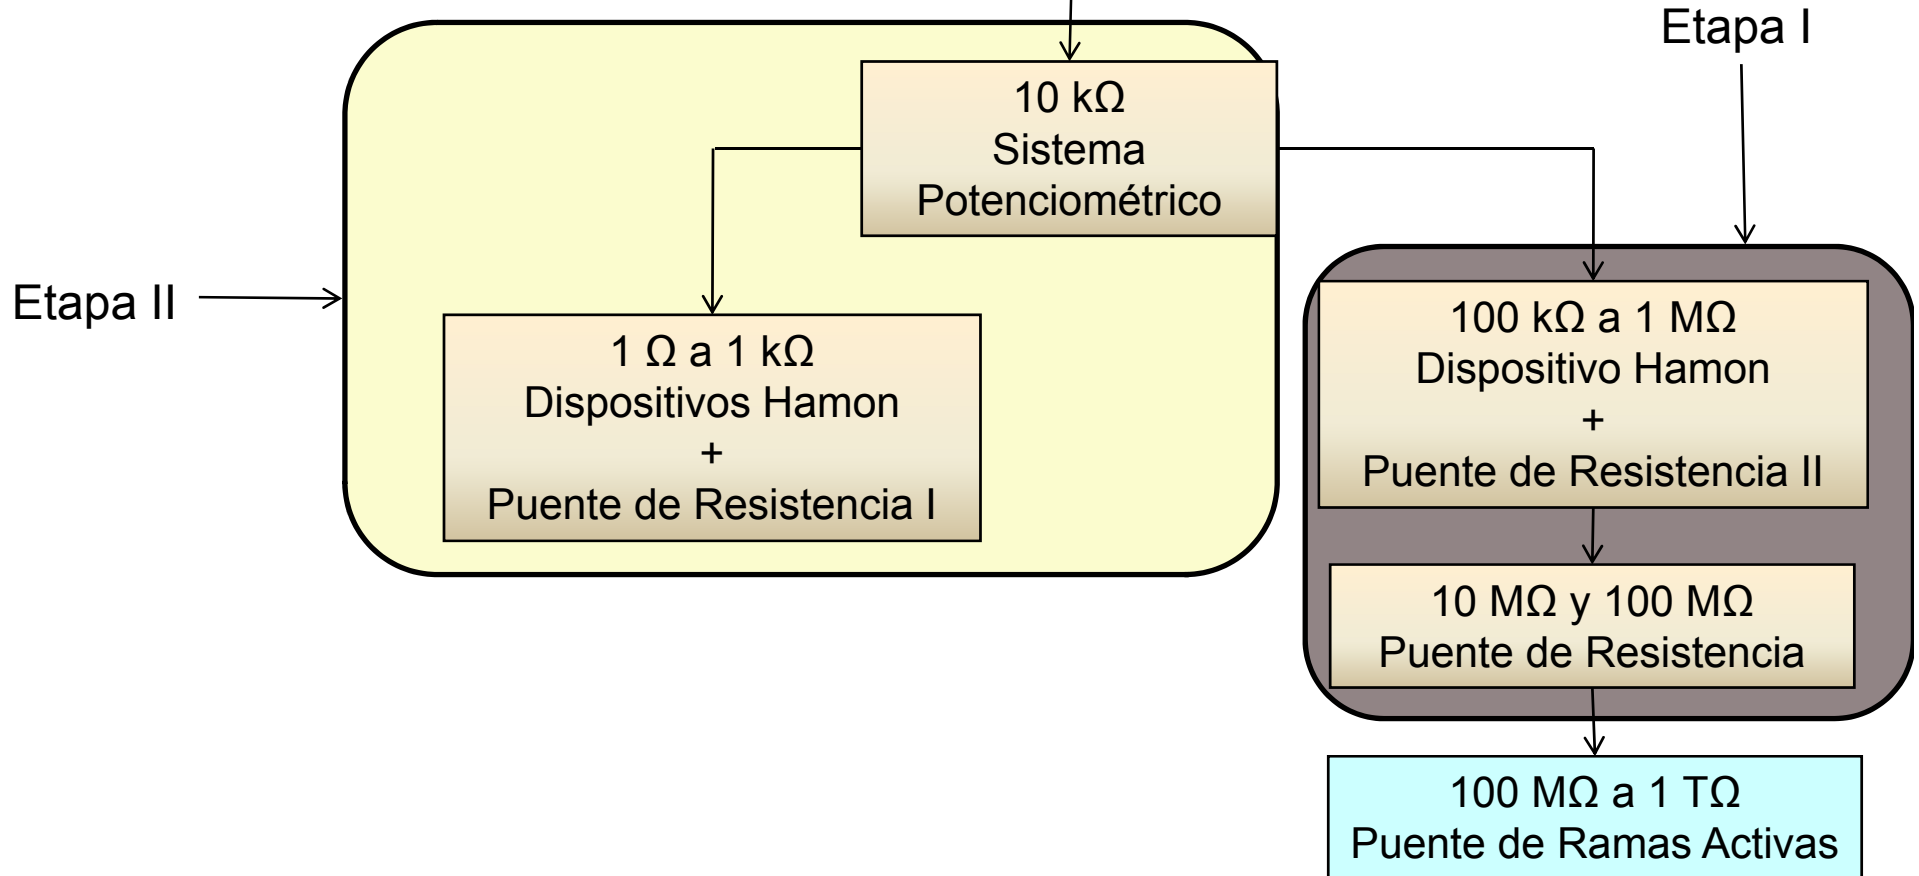 Etapa I
10 kΩ
Sistema
Potenciométrico
Etapa II
1 Ω a 1 kΩ
Dispositivos Hamon
+
Puente de Resistencia I
100 kΩ a 1 MΩ
Dispositivo Hamon
+
Puente de Resistencia II
10 MΩ y 100 MΩ
Puente de Resistencia
100 MΩ a 1 TΩ
Puente de Ramas Activas